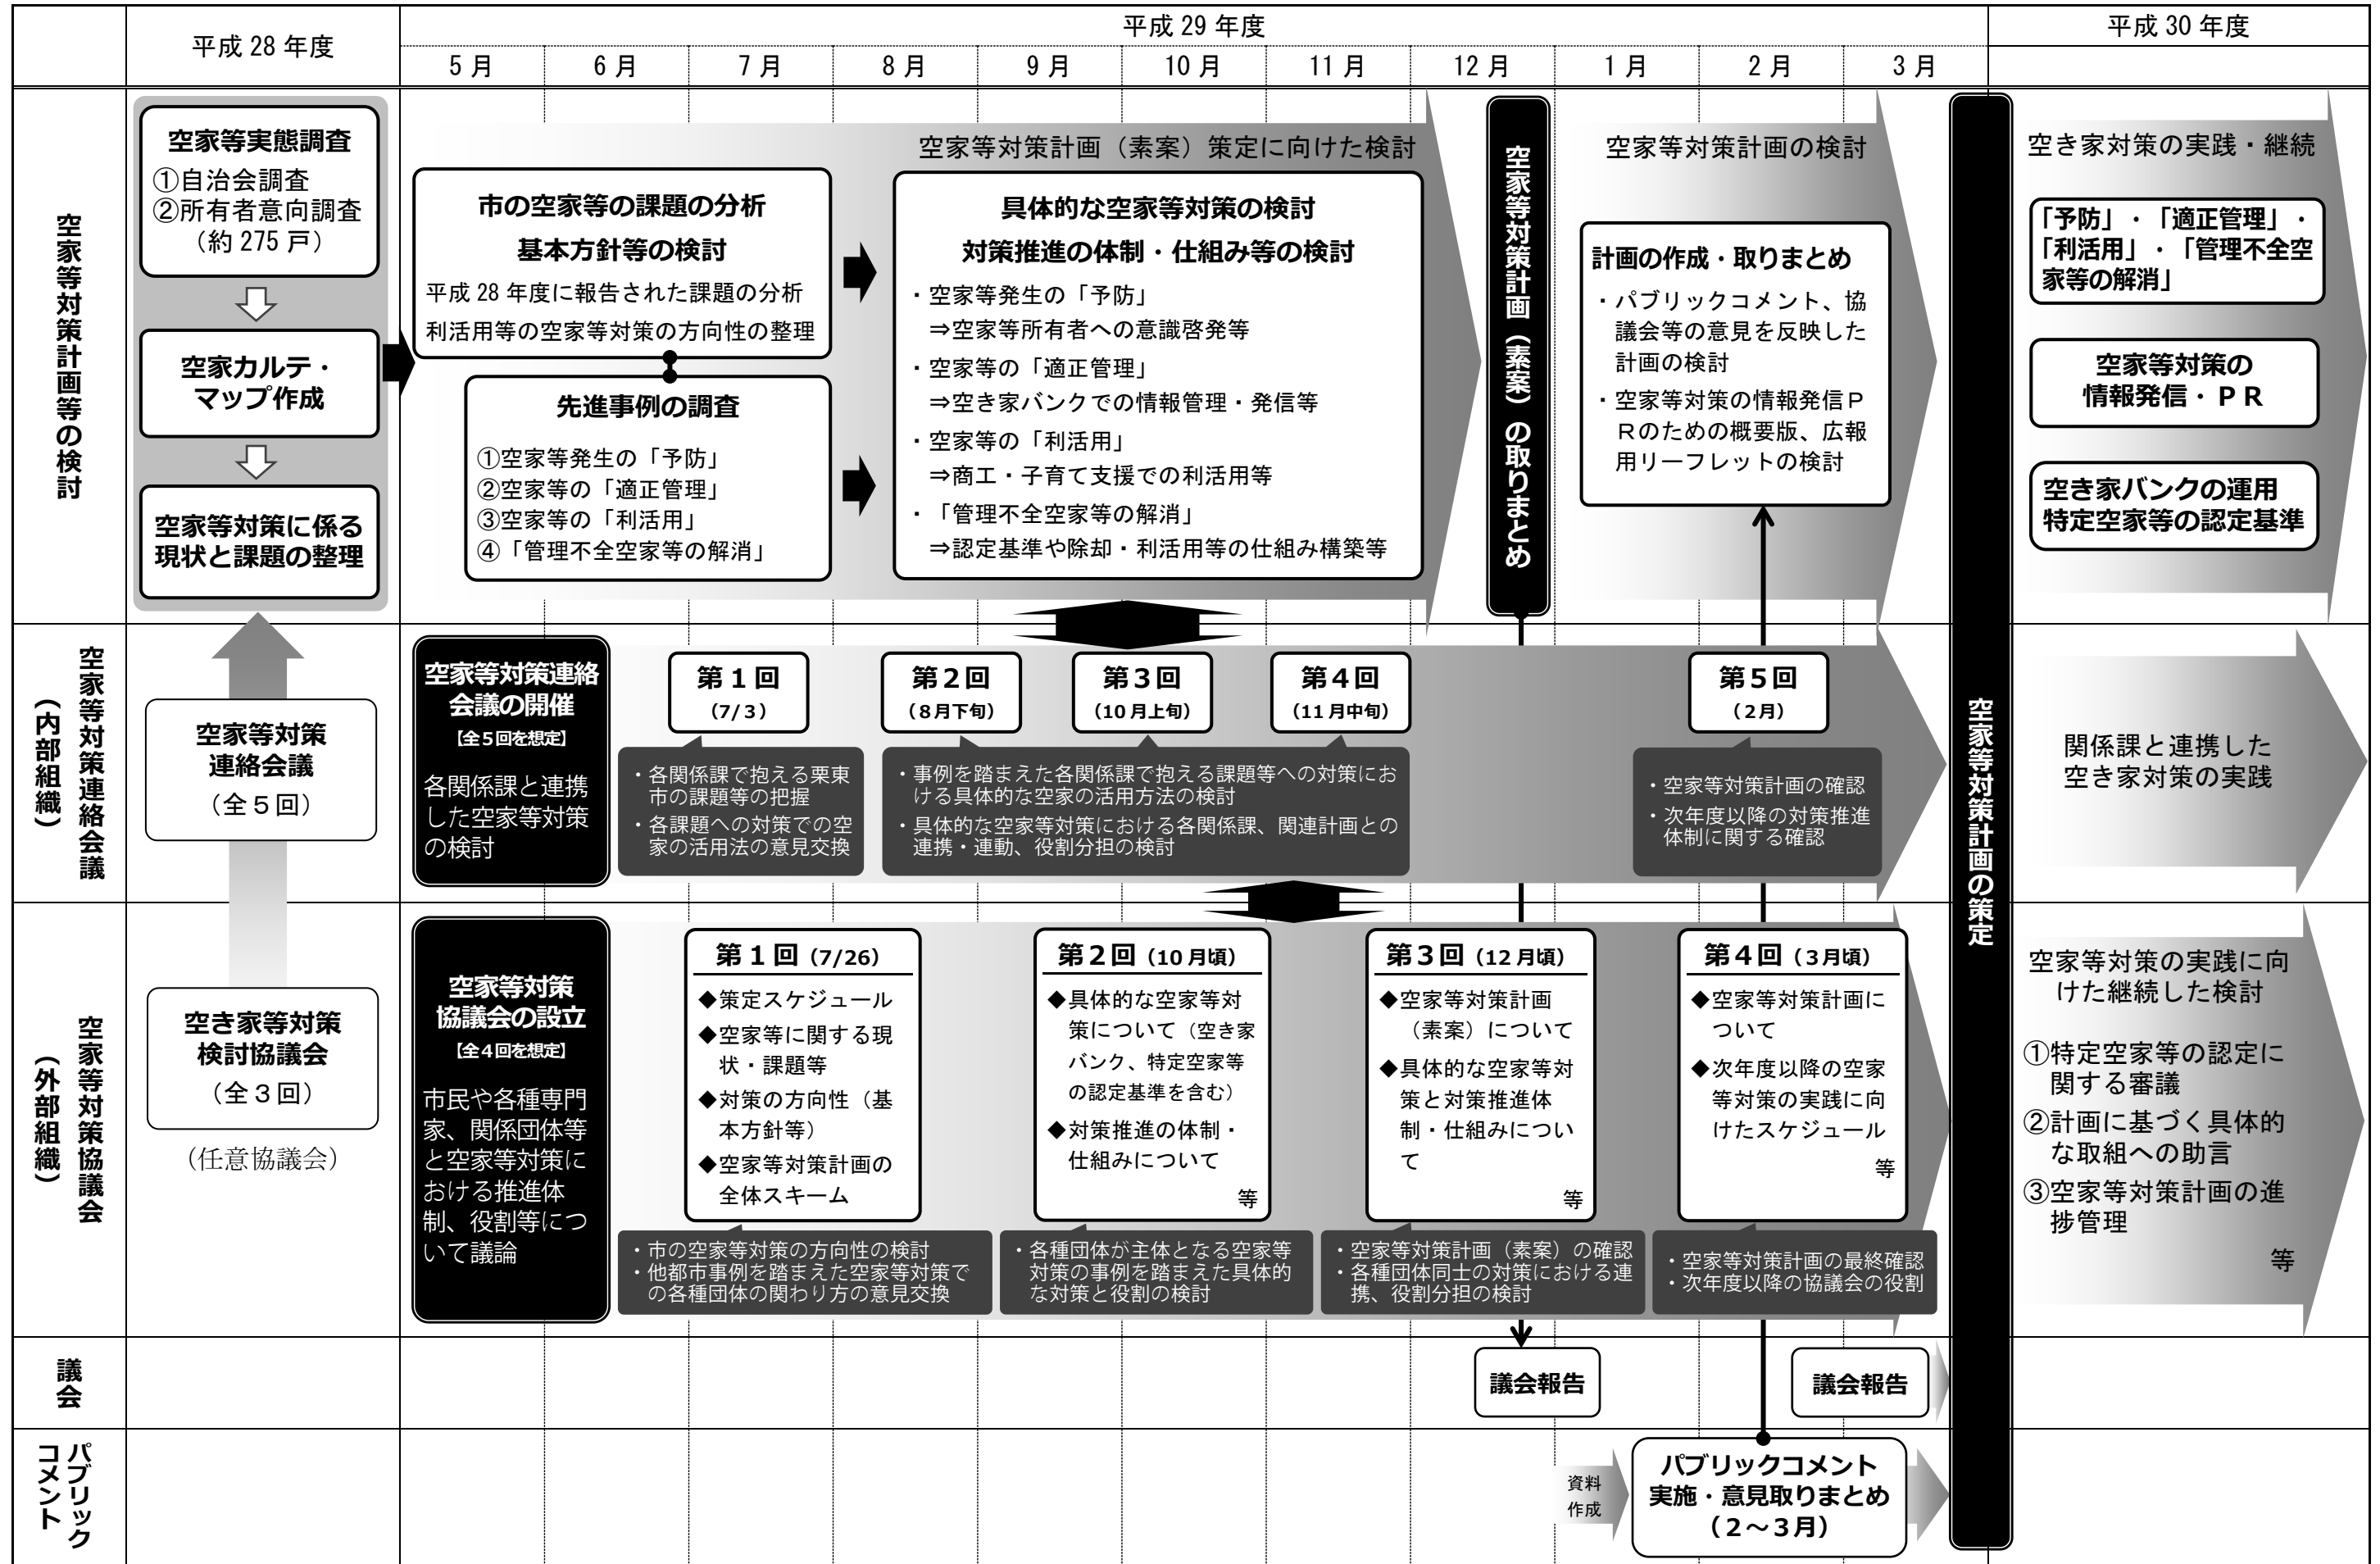 平成 28 年度
平成 29 年度
平成 30 年度
5 月
6 月
7 月
8 月
9 月
10 月
11 月
12 月
1 月
2 月
3 月
空家等対策計画等の検討
空家等実態調査
①自治会調査
②所有者意向調査
（約 275 戸）
空家カルテ・
マップ作成
空家等対策に係る
現状と課題の整理
空家等対策計画（素案）策定に向けた検討
市の空家等の課題の分析
基本方針等の検討
平成 28 年度に報告された課題の分析
利活用等の空家等対策の方向性の整理
先進事例の調査
①空家等発生の「予防」
②空家等の「適正管理」
③空家等の「利活用」
④「管理不全空家等の解消」
具体的な空家等対策の検討
対策推進の体制・仕組み等の検討
・空家等発生の「予防」
⇒空家等所有者への意識啓発等
・空家等の「適正管理」
⇒空き家バンクでの情報管理・発信等
・空家等の「利活用」
⇒商工・子育て支援での利活用等
・「管理不全空家等の解消」
⇒認定基準や除却・利活用等の仕組み構築等
空家等対策計画（素案）の取りまとめ
空家等対策計画の検討
計画の作成・取りまとめ
・パブリックコメント、協
議会等の意見を反映した
計画の検討
・空家等対策の情報発信Ｐ
Ｒのための概要版、広報
用リーフレットの検討
空家等対策計画の策定
空き家対策の実践・継続
「予防」・「適正管理」・
「利活用」・「管理不全空
家等の解消」
空家等対策の
情報発信・ＰＲ
空き家バンクの運用
特定空家等の認定基準
空家等対策連絡会議
（内部組織）
空家等対策
連絡会議
（全５回）
空家等対策連絡
会議の開催
【全５回を想定】
各関係課と連携
した空家等対策
の検討
第１回
（7/３）
第２回
（８月下旬）
第３回
（10 月上旬）
第４回
（11 月中旬）
第５回
（２月）
・各関係課で抱える栗東
市の課題等の把握
・各課題への対策での空
家の活用法の意見交換
・事例を踏まえた各関係課で抱える課題等への対策にお
ける具体的な空家の活用方法の検討
・具体的な空家等対策における各関係課、関連計画との
連携・連動、役割分担の検討
・空家等対策計画の確認
・次年度以降の対策推進
体制に関する確認
関係課と連携した
空き家対策の実践
空家等対策協議会
（外部組織）
空き家等対策
検討協議会
（全３回）
（任意協議会）
空家等対策
協議会の設立
【全４回を想定】
市民や各種専門
家、関係団体等
と空家等対策に
おける推進体
制、役割等につ
いて議論
第１回（7/26）
◆策定スケジュール
◆空家等に関する現
状・課題等
◆対策の方向性（基
本方針等）
◆空家等対策計画の
全体スキーム
・市の空家等対策の方向性の検討
・他都市事例を踏まえた空家等対策で
の各種団体の関わり方の意見交換
第２回（10 月頃）
◆具体的な空家等対
策について（空き家
バンク、特定空家等
の認定基準を含む）
◆対策推進の体制・
仕組みについて
等
・各種団体が主体となる空家等
対策の事例を踏まえた具体的
な対策と役割の検討
第３回（12 月頃）
◆空家等対策計画
（素案）について
◆具体的な空家等対
策と対策推進体
制・仕組みについ
て
等
・空家等対策計画（素案）の確認
・各種団体同士の対策における連
携、役割分担の検討
第４回（３月頃）
◆空家等対策計画に
ついて
◆次年度以降の空家
等対策の実践に向
けたスケジュール
等
・空家等対策計画の最終確認
・次年度以降の協議会の役割
空家等対策の実践に向
けた継続した検討
①特定空家等の認定に
関する審議
②計画に基づく具体的
な取組への助言
③空家等対策計画の進
捗管理
等
議会
議会報告
議会報告
パブリック
コメント
資料
作成
パブリックコメント
実施・意見取りまとめ
（２～３月）